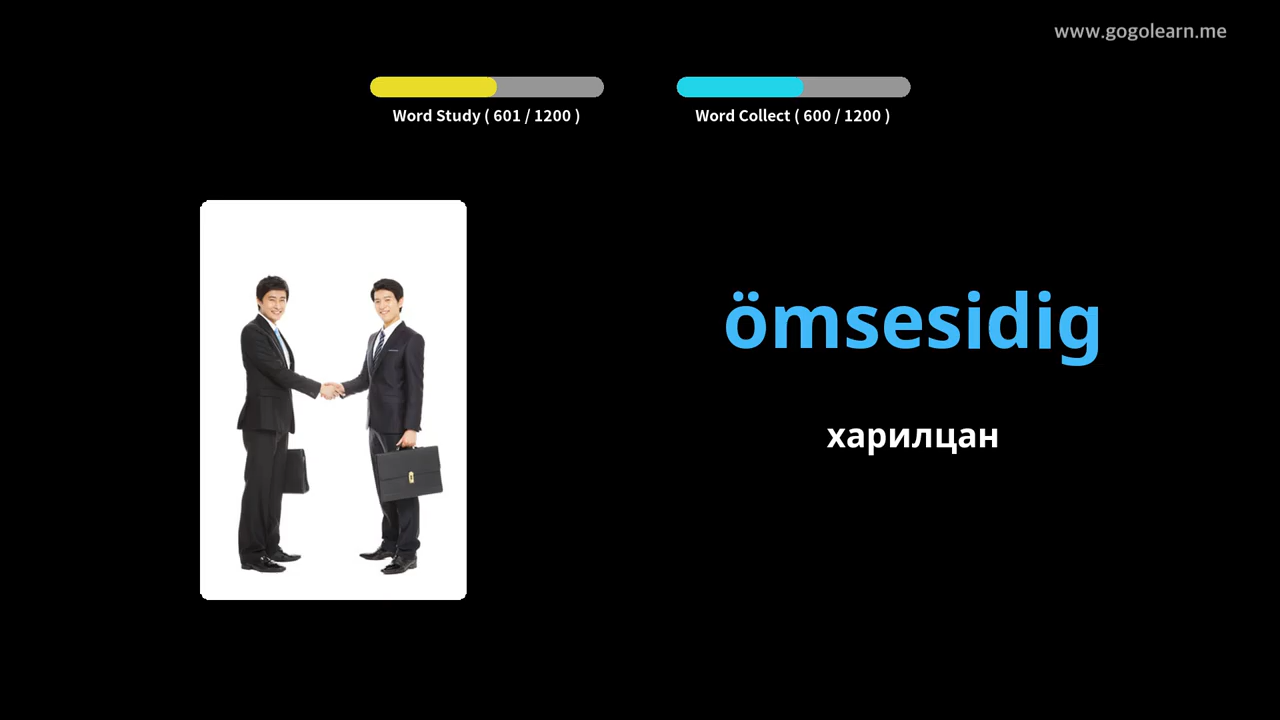 www.gogolearn.me
Word Study ( 601 / 1200 )
Word Collect ( 600 / 1200 )
ömsesidig
харилцан